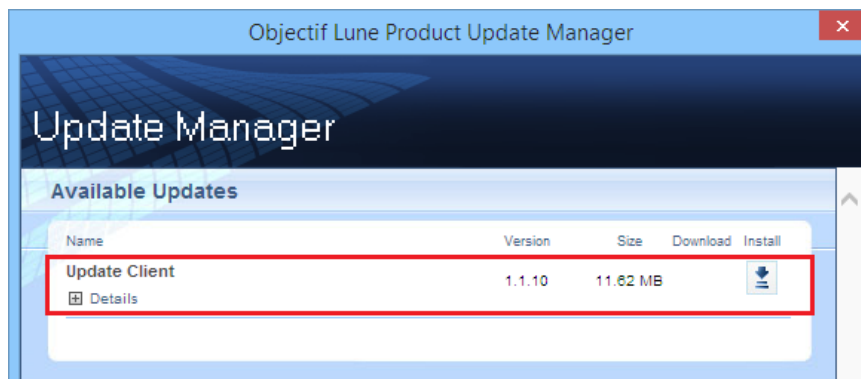 Objectif Lune Product Update Manager
Update Manager
Available Updates
Name Version Size Download Install
Update Client 1.1.10 11.62 MB
Details